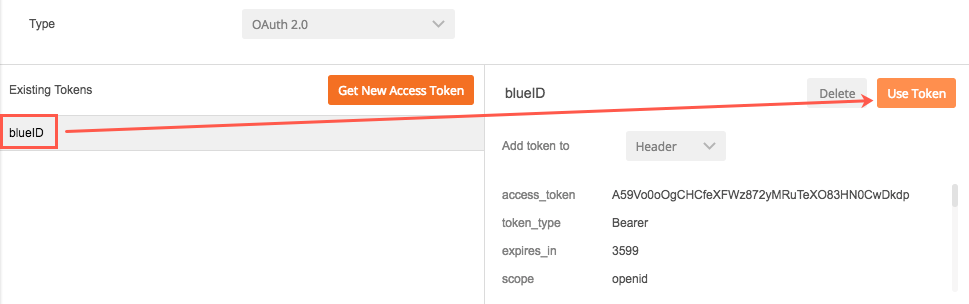 Type
OAuth 2.0
Existing Tokens
Get New Access Token
blueID
blueID
Delete
Use Token
Add token to
Header
access_token A59Vo0oOgCHCfeXFWz872yMRuTeXO83HN0CwDkdp
token_type Bearer
expires_in 3599
scope openid